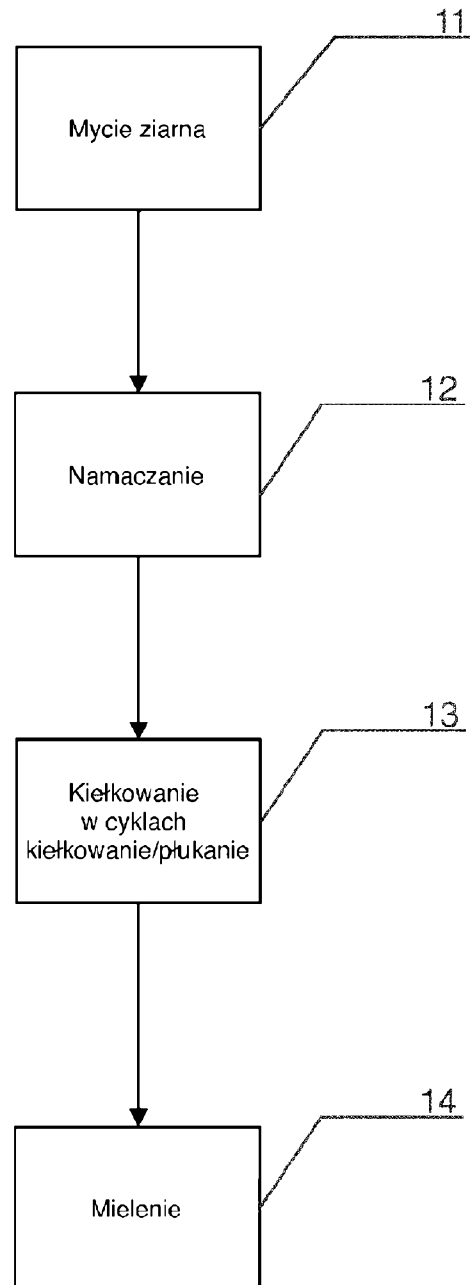 11
Mycie ziarna
12
Namaczanie
13
Kiełkowanie
w cyklach
kiełkowanie/płukanie
14
Mielenie